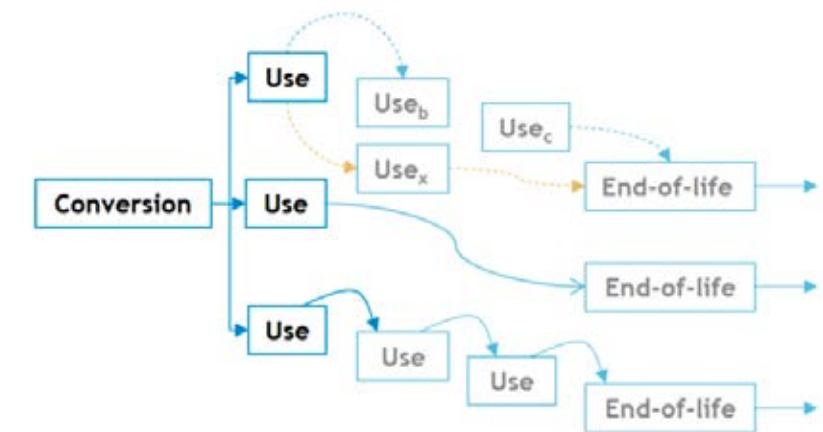 Use
Use_b
Use_c
Use_x
End-of-life
Conversion
Use
End-of-life
Use
Use
Use
End-of-life